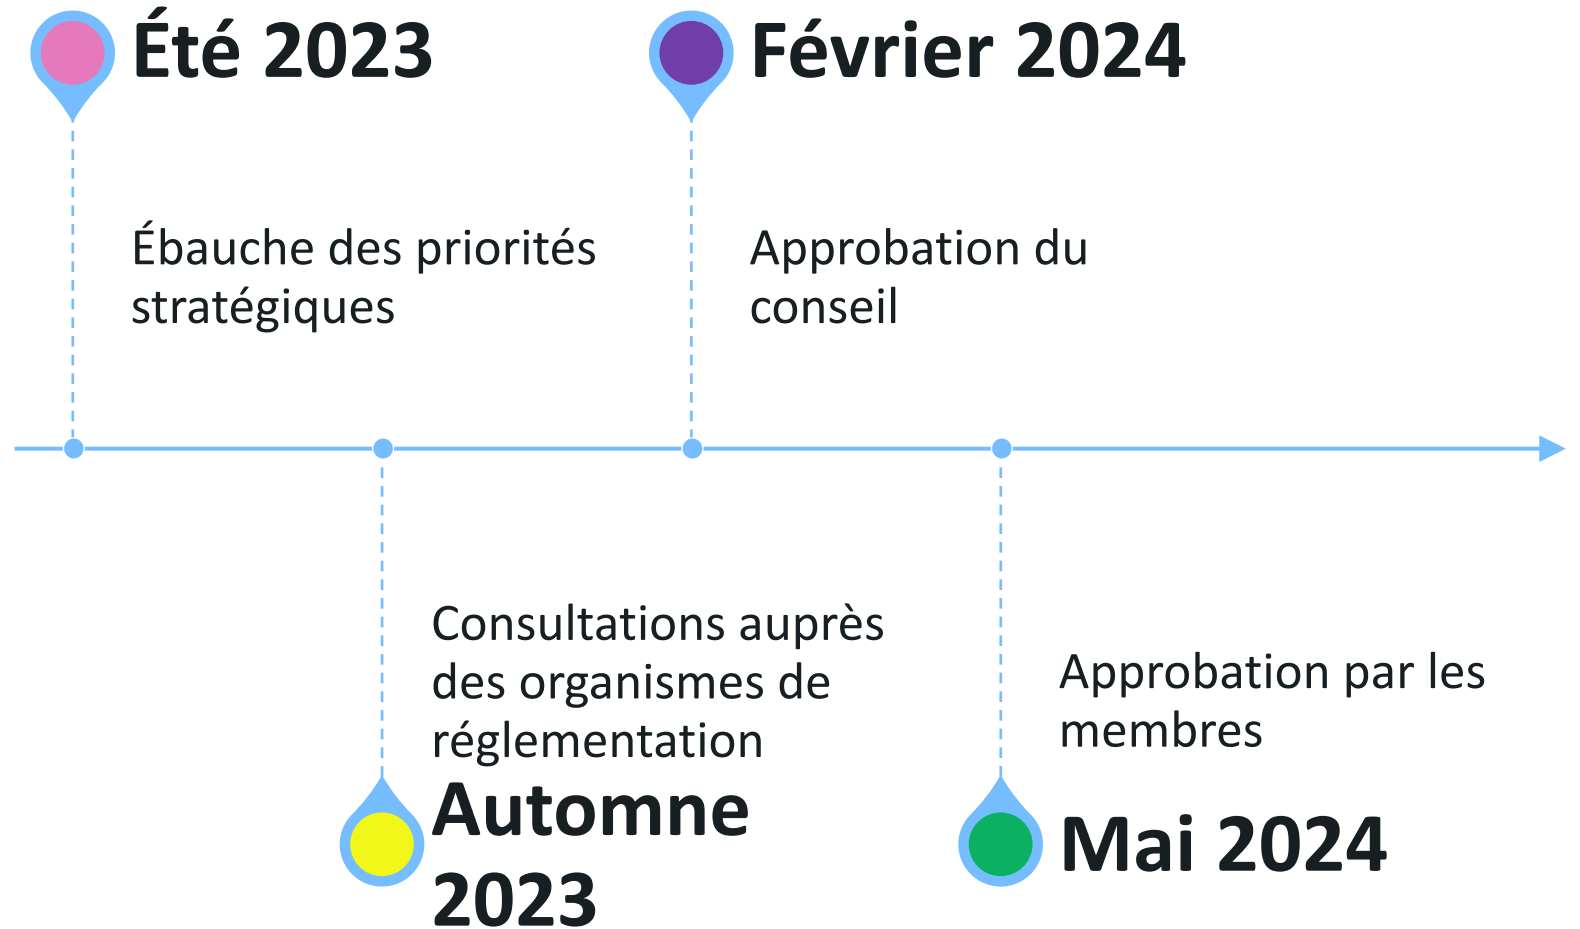 Été 2023
Ébauche des priorités
stratégiques
Consultations auprès
des organismes de
réglementation
Automne
2023
Février 2024
Approbation du
conseil
Approbation par les
membres
Mai 2024